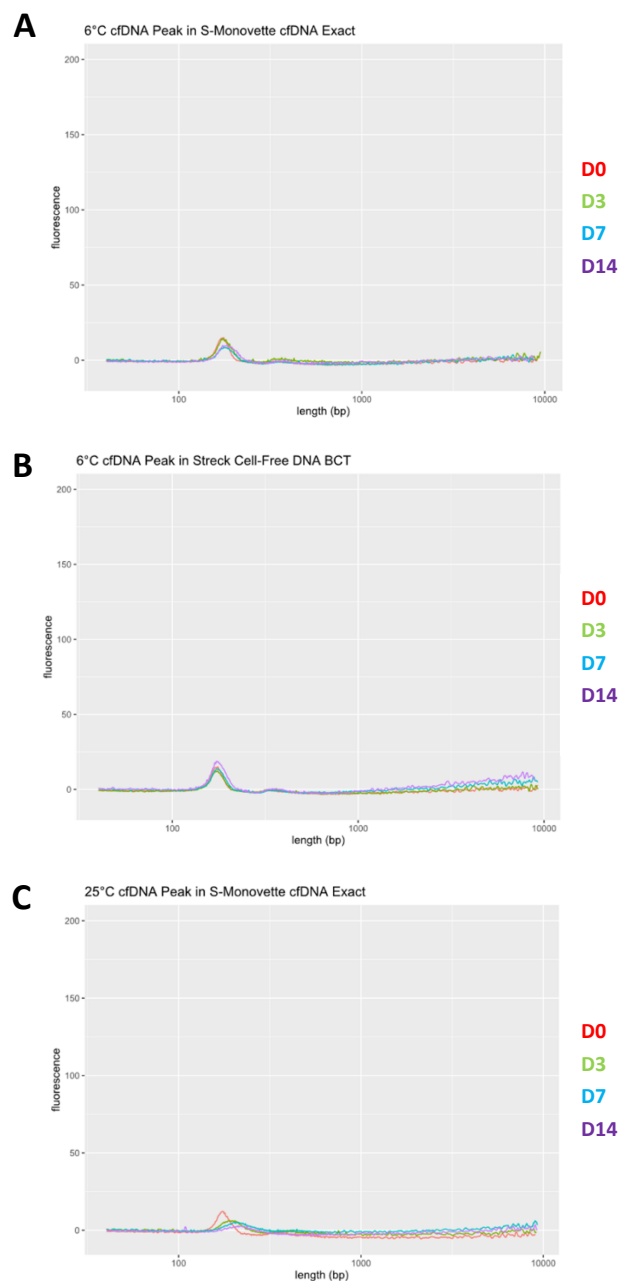 A
6°C cfDNA Peak in S-Monovette cfDNA Exact
200
150
100
50
0
fluorescence
100
1000
10000
length (bp)
D0
D3
D7
D14
B
6°C cfDNA Peak in Streck Cell-Free DNA BCT
200
150
100
50
0
fluorescence
100
1000
10000
length (bp)
D0
D3
D7
D14
C
25°C cfDNA Peak in S-Monovette cfDNA Exact
200
150
100
50
0
fluorescence
100
1000
10000
length (bp)
D0
D3
D7
D14